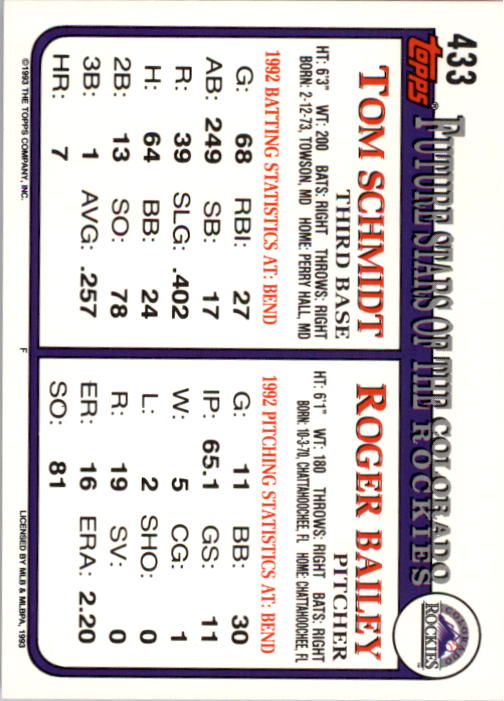 433
TOPPS®
FUTURE STARS OF THE COLORADO ROCKIES
COLORADO
ROCKIES
TOM SCHMIDT
THIRD BASE
HT: 6'3" WT: 200 BATS: RIGHT THROWS: RIGHT
BORN: 2-12-73, TOWSON, MD HOME: PERRY HALL, MD
1992 BATTING STATISTICS AT: BEND
G: 68 RBI: 27
AB: 249 SB: 17
R: 39 SLG: .402
H: 64 BB: 24
2B: 13 SO: 78
3B: 1 AVG: .257
HR: 7
ROGER BAILEY
PITCHER
HT: 6'1" WT: 180 THROWS: RIGHT BATS: RIGHT
BORN: 10-3-70, CHATTAHOOCHEE, FL HOME: CHATTAHOOCHEE, FL
1992 PITCHING STATISTICS AT: BEND
G: 11 BB: 30
IP: 65.1 GS: 11
W: 5 CG: 1
L: 2 SHO: 0
R: 19 SV: 0
ER: 16 ERA: 2.20
SO: 81
©1993 THE TOPPS COMPANY, INC.
F
LICENSED BY MLB & MLBPA, 1993